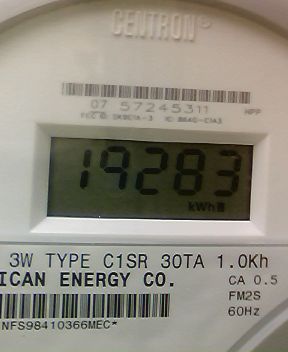 CENTRON®
07 57245311
HPP
19283
kWh
3W TYPE C1SR 30TA 1.0Kh
ICAN ENERGY CO.
CA 0.5
FM2S
60Hz
NFS98410366MEC*